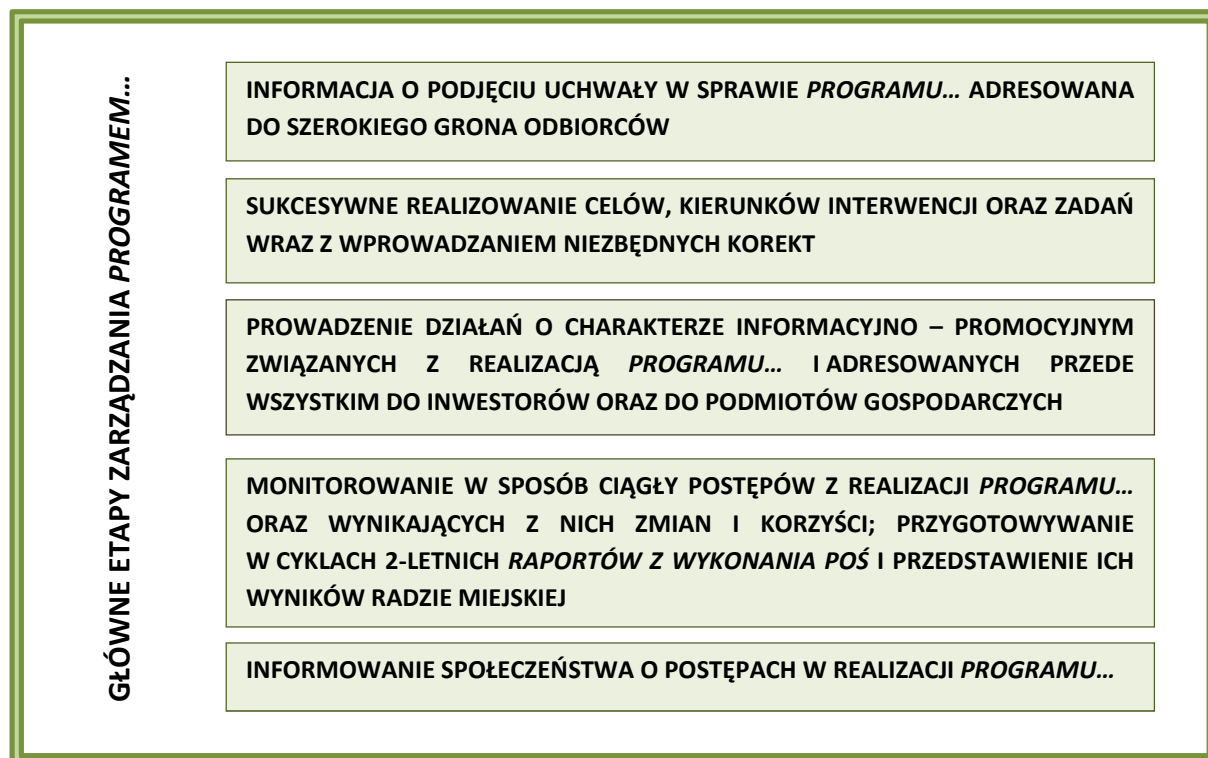 GŁÓWNE ETAPY ZARZĄDZANIA PROGRAMEM…
INFORMACJA O PODJĘCIU UCHWAŁY W SPRAWIE PROGRAMU… ADRESOWANA
DO SZEROKIEGO GRONA ODBIORCÓW
SUKCESYWNE REALIZOWANIE CELÓW, KIERUNKÓW INTERWENCJI ORAZ ZADAŃ
WRAZ Z WPROWADZANIEM NIEZBĘDNYCH KOREKT
PROWADZENIE DZIAŁAŃ O CHARAKTERZE INFORMACYJNO – PROMOCYJNYM
ZWIĄZANYCH Z REALIZACJĄ PROGRAMU… I ADRESOWANYCH PRZEDE
WSZYSTKIM DO INWESTORÓW ORAZ DO PODMIOTÓW GOSPODARCZYCH
MONITOROWANIE W SPOSÓB CIĄGŁY POSTĘPÓW Z REALIZACJI PROGRAMU…
ORAZ WYNIKAJĄCYCH Z NICH ZMIAN I KORZYŚCI; PRZYGOTOWYWANIE
W CYKLACH 2-LETNICH RAPORTÓW Z WYKONANIA POŚ I PRZEDSTAWIENIE ICH
WYNIKÓW RADZIE MIEJSKIEJ
INFORMOWANIE SPOŁECZEŃSTWA O POSTĘPACH W REALIZACJI PROGRAMU…